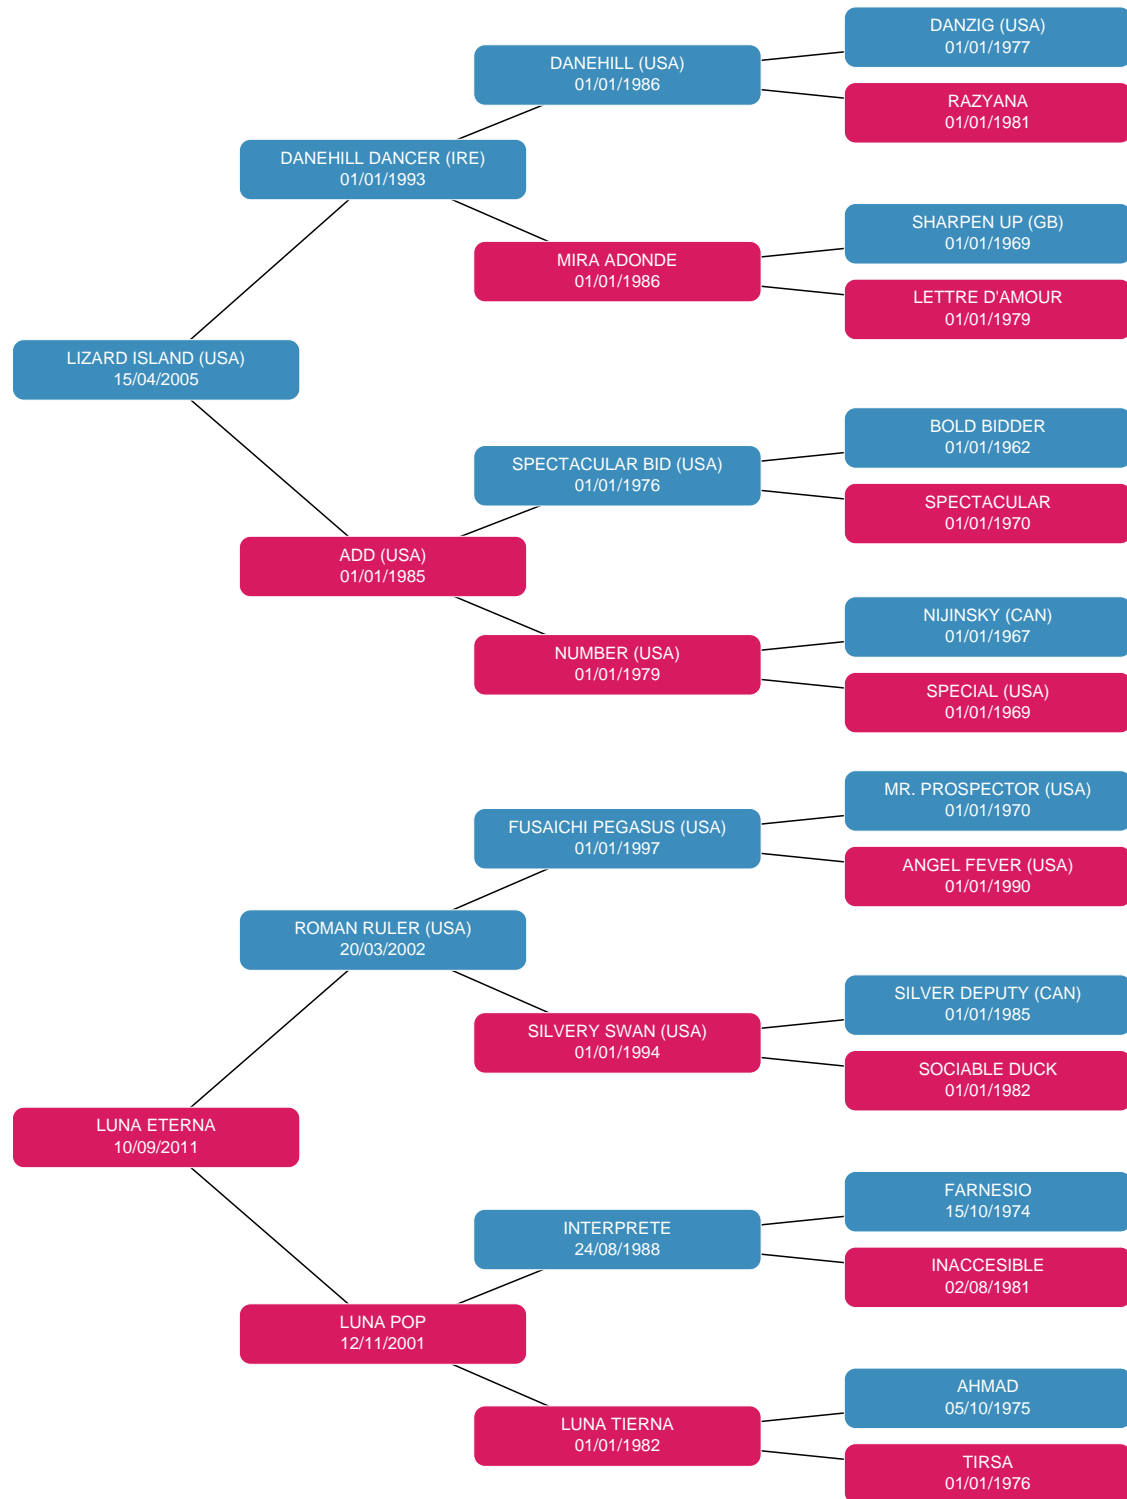 DANZIG (USA)
01/01/1977
DANEHILL (USA)
01/01/1986
RAZYANA
01/01/1981
DANEHILL DANCER (IRE)
01/01/1993
SHARPEN UP (GB)
01/01/1969
MIRA ADONDE
01/01/1986
LETTRE D'AMOUR
01/01/1979
LIZARD ISLAND (USA)
15/04/2005
BOLD BIDDER
01/01/1962
SPECTACULAR BID (USA)
01/01/1976
SPECTACULAR
01/01/1970
ADD (USA)
01/01/1985
NIJINSKY (CAN)
01/01/1967
NUMBER (USA)
01/01/1979
SPECIAL (USA)
01/01/1969
MR. PROSPECTOR (USA)
01/01/1970
FUSAICHI PEGASUS (USA)
01/01/1997
ANGEL FEVER (USA)
01/01/1990
ROMAN RULER (USA)
20/03/2002
SILVER DEPUTY (CAN)
01/01/1985
SILVERY SWAN (USA)
01/01/1994
SOCIABLE DUCK
01/01/1982
LUNA ETERNA
10/09/2011
FARNESIO
15/10/1974
INTERPRETE
24/08/1988
INACCESIBLE
02/08/1981
LUNA POP
12/11/2001
AHMAD
05/10/1975
LUNA TIERNA
01/01/1982
TIRSA
01/01/1976